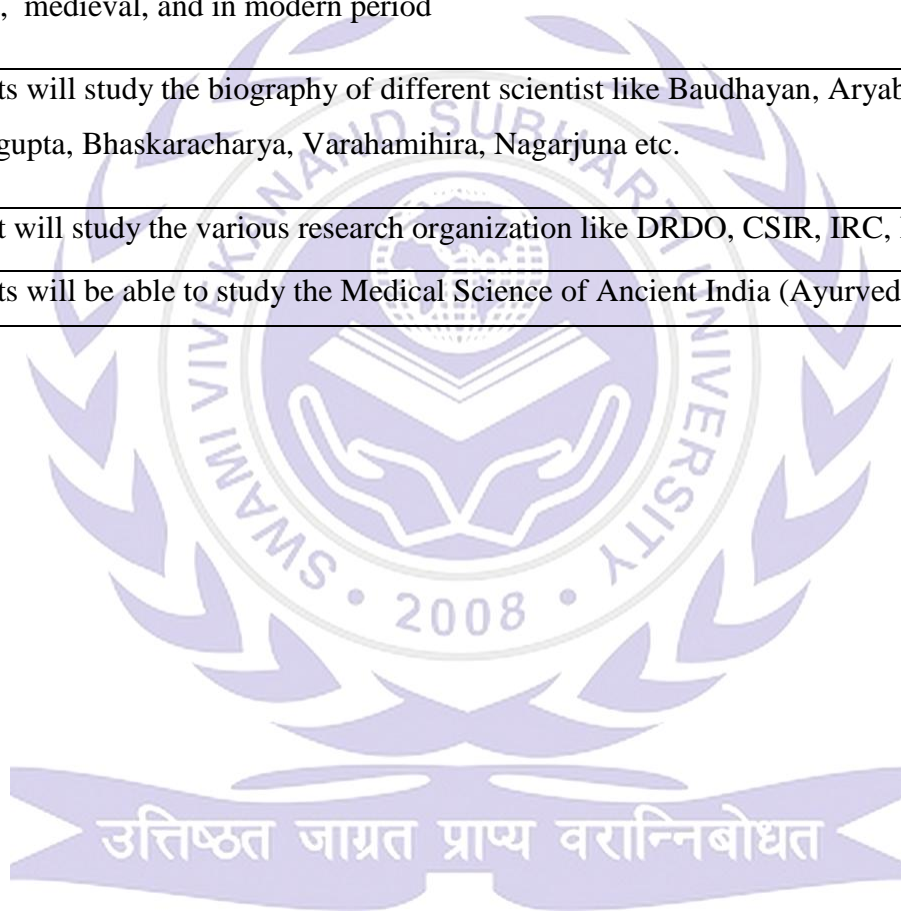 , medieval, and in modern period
ts will study the biography of different scientist like Baudhayan, Aryab
gupta, Bhaskaracharya, Varahamihira, Nagarjuna etc.
t will study the various research organization like DRDO, CSIR, IRC,
ts will be able to study the Medical Science of Ancient India (Ayurved
SWAMI VIVEKANAND SUBHARTI UNIVERSITY
• 2008 •
उत्तिष्ठत जाग्रत प्राप्य वरान्निबोधत